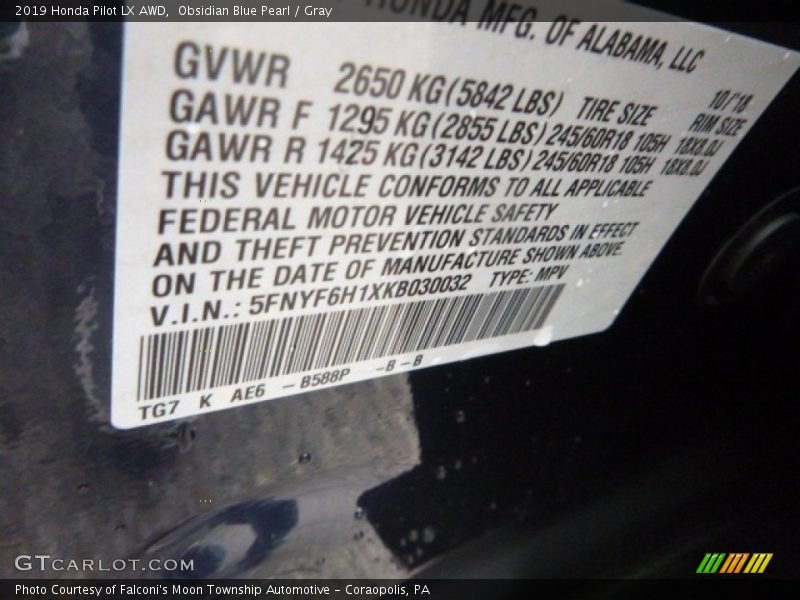 2019 Honda Pilot LX AWD, Obsidian Blue Pearl / Gray
HONDA MFG. OF ALABAMA, LLC
10/'18
GVWR 2650 KG (5842 LBS) TIRE SIZE RIM SIZE
GAWR F 1295 KG (2855 LBS) 245/60R18 105H 18X8.0J
GAWR R 1425 KG (3142 LBS) 245/60R18 105H 18X8.0J
THIS VEHICLE CONFORMS TO ALL APPLICABLE
FEDERAL MOTOR VEHICLE SAFETY
AND THEFT PREVENTION STANDARDS IN EFFECT
ON THE DATE OF MANUFACTURE SHOWN ABOVE.
V.I.N.: 5FNYF6H1XKB030032 TYPE: MPV
TG7 K AE6 - B588P - B - B
GTCARLOT.COM
Photo Courtesy of Falconi's Moon Township Automotive - Coraopolis, PA